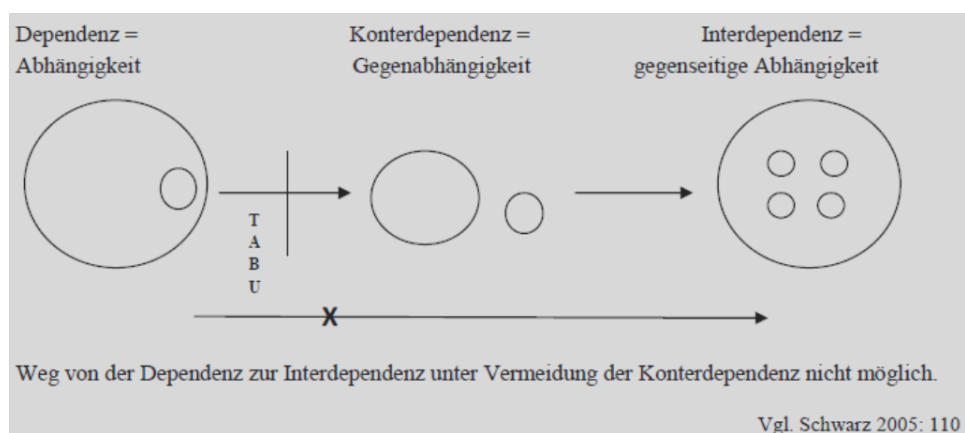 Dependenz =
Abhängigkeit
Konterdependenz =
Gegenabhängigkeit
Interdependenz =
gegenseitige Abhängigkeit
T
A
B
U
X
Weg von der Dependenz zur Interdependenz unter Vermeidung der Konterdependenz nicht möglich.
Vgl. Schwarz 2005: 110